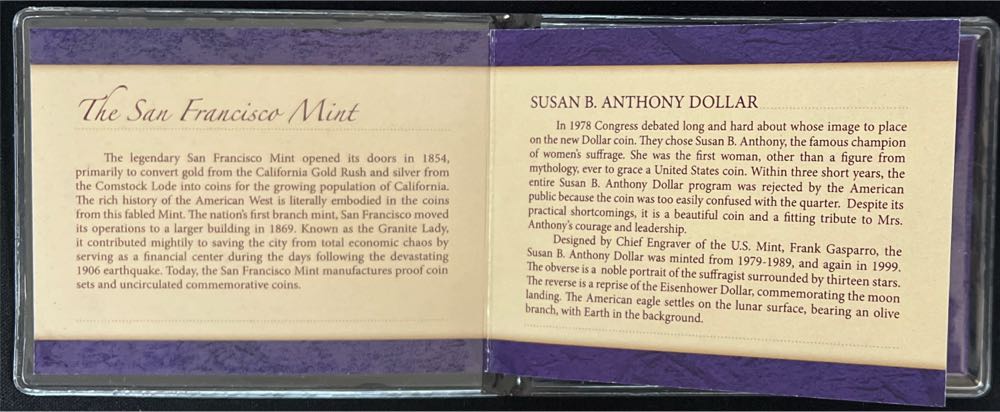 The San Francisco Mint
The legendary San Francisco Mint opened its doors in 1854,
primarily to convert gold from the California Gold Rush and silver from
the Comstock Lode into coins for the growing population of California.
The rich history of the American West is literally embodied in the coins
from this fabled Mint. The nation's first branch mint, San Francisco moved
its operations to a larger building in 1869. Known as the Granite Lady,
it contributed mightily to saving the city from total economic chaos by
serving as a financial center during the days following the devastating
1906 earthquake. Today, the San Francisco Mint manufactures proof coin
sets and uncirculated commemorative coins.
SUSAN B. ANTHONY DOLLAR
In 1978 Congress debated long and hard about whose image to place
on the new Dollar coin. They chose Susan B. Anthony, the famous champion
of women's suffrage. She was the first woman, other than a figure from
mythology, ever to grace a United States coin. Within three short years, the
entire Susan B. Anthony Dollar program was rejected by the American
public because the coin was too easily confused with the quarter. Despite its
practical shortcomings, it is a beautiful coin and a fitting tribute to Mrs.
Anthony's courage and leadership.
Designed by Chief Engraver of the U.S. Mint, Frank Gasparro, the
Susan B. Anthony Dollar was minted from 1979-1989, and again in 1999.
The obverse is a noble portrait of the suffragist surrounded by thirteen stars.
The reverse is a reprise of the Eisenhower Dollar, commemorating the moon
landing. The American eagle settles on the lunar surface, bearing an olive
branch, with Earth in the background.